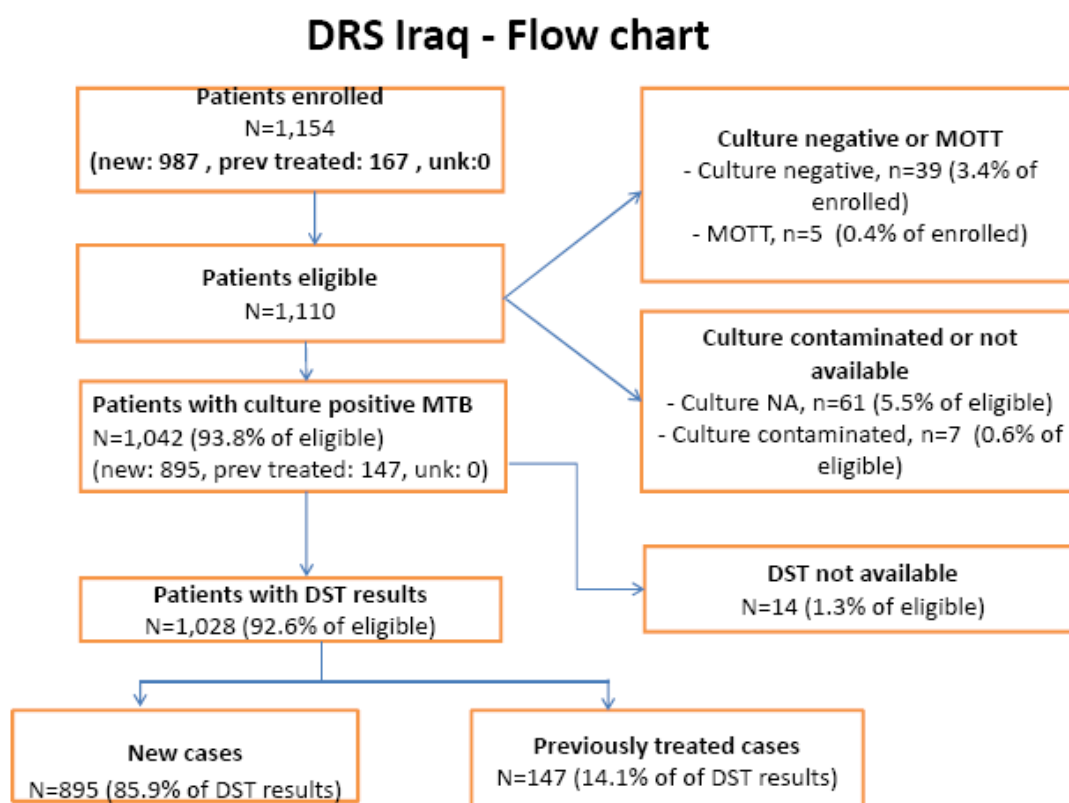 DRS Iraq - Flow chart
Patients enrolled
N=1,154
(new: 987 , prev treated: 167 , unk:0
Culture negative or MOTT
- Culture negative, n=39 (3.4% of
enrolled)
- MOTT, n=5 (0.4% of enrolled)
Patients eligible
N=1,110
Culture contaminated or not
available
- Culture NA, n=61 (5.5% of eligible)
- Culture contaminated, n=7 (0.6% of
eligible)
Patients with culture positive MTB
N=1,042 (93.8% of eligible)
(new: 895, prev treated: 147, unk: 0)
DST not available
N=14 (1.3% of eligible)
Patients with DST results
N=1,028 (92.6% of eligible)
New cases
N=895 (85.9% of DST results)
Previously treated cases
N=147 (14.1% of of DST results)